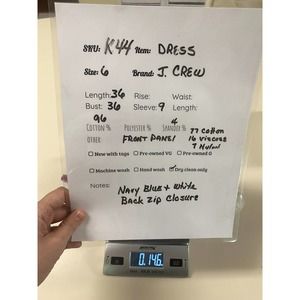 SKU: K44 Item: DRESS
Size: 6 Brand: J. CREW
Length: 36 Rise: Waist:
Bust: 36 Sleeve: 9 Length:
96 4
COTTON % POLYESTER % SPANDEX % 77 Cotton
OTHER: FRONT PANEL 16 viscose
7 Nylon
New with tags Pre-owned VG Pre-owned G
Machine wash Hand wash Dry clean only
Notes:
Navy Blue + White
Back Zip Closure
0.14.6